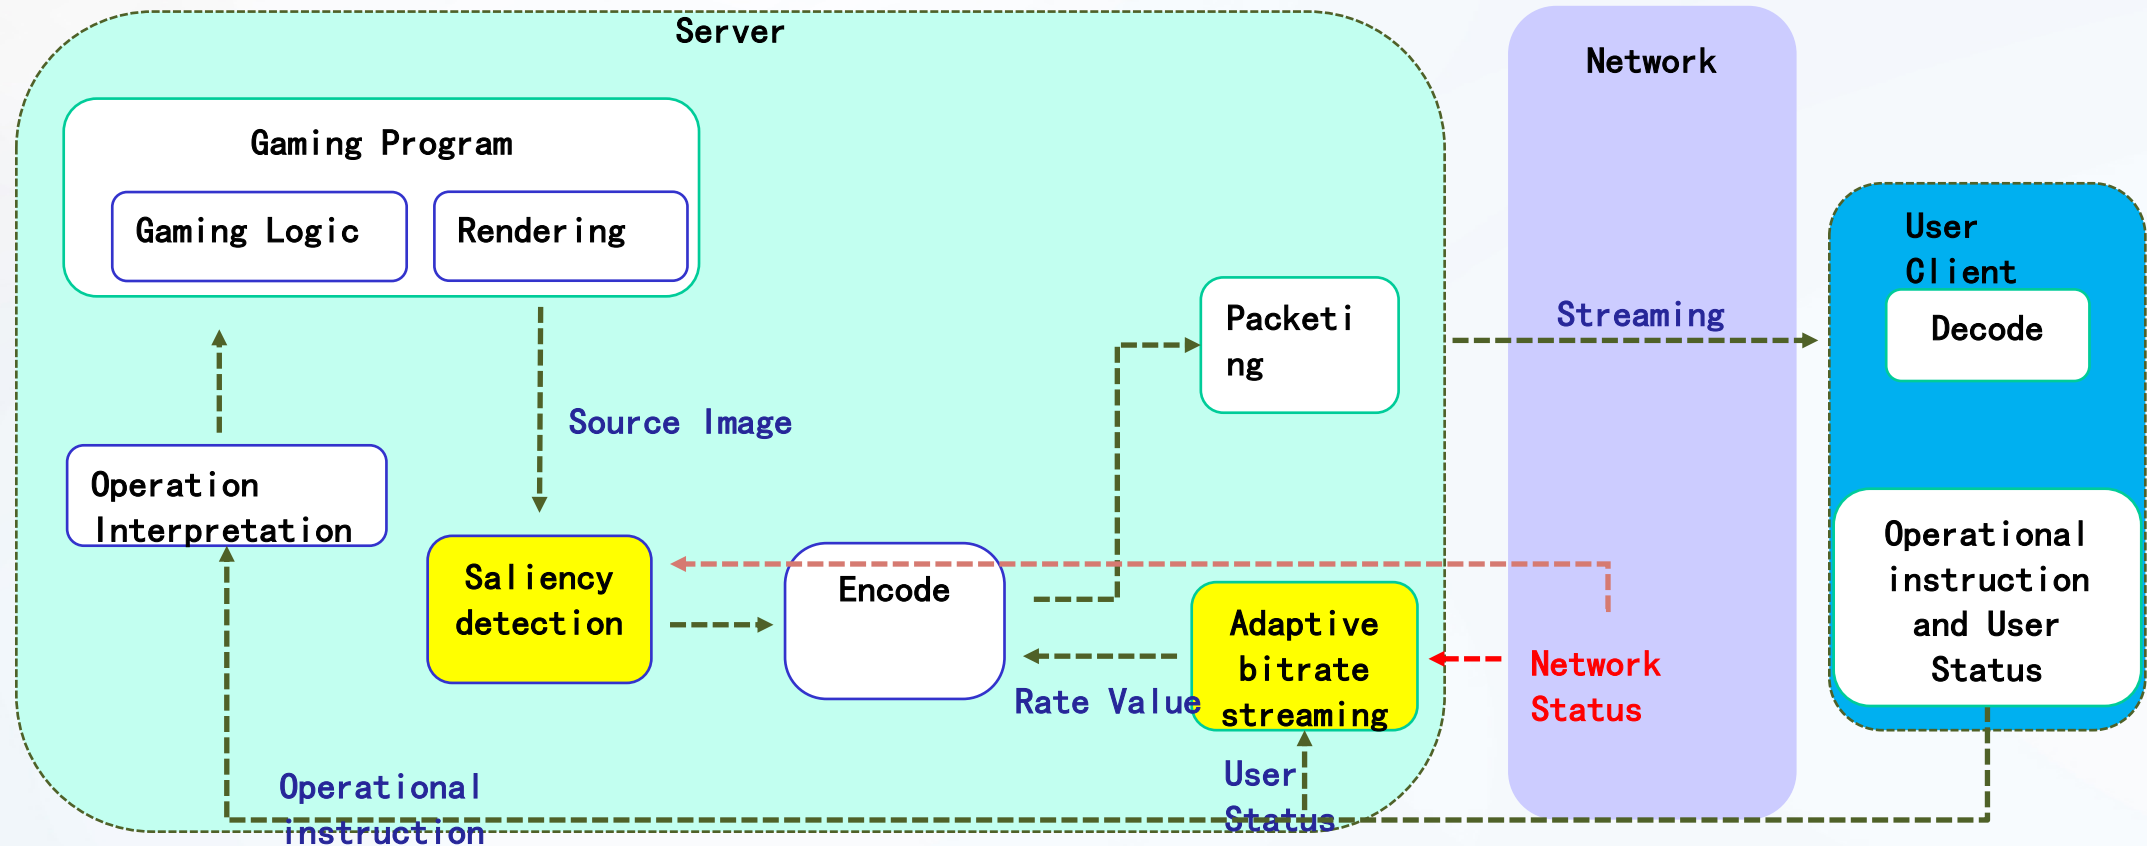 Server
Network
Gaming Program
Gaming Logic
Rendering
User
Client
Packeti
ng
Streaming
Decode
Source Image
Operation
Interpretation
Saliency
detection
Encode
Adaptive
bitrate
streaming
Operational
instruction
and User
Status
Network
Status
Rate Value
User
Status
Operational
instruction